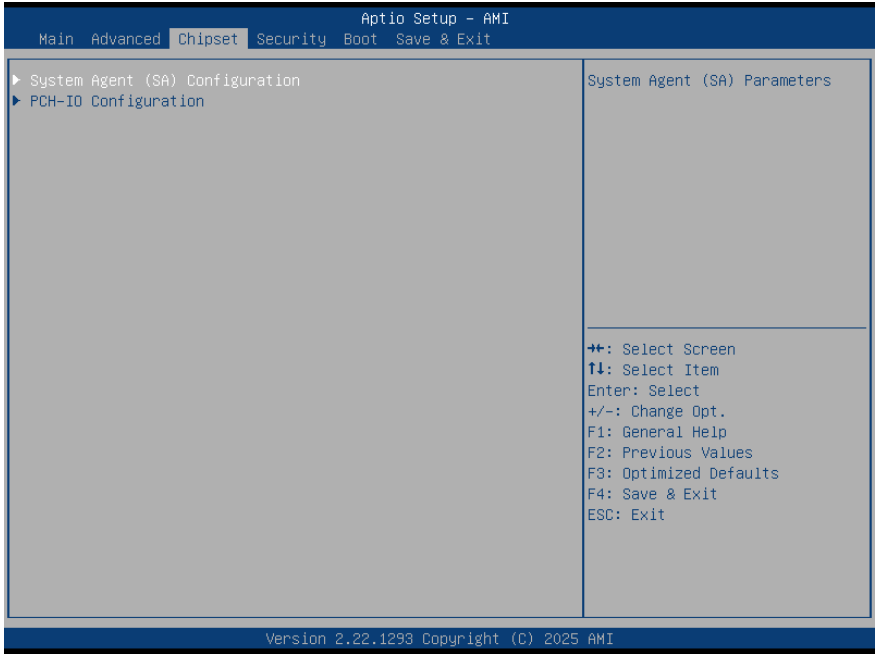 Aptio Setup - AMI
Main Advanced Chipset Security Boot Save & Exit
▶ System Agent (SA) Configuration
▶ PCH-IO Configuration
System Agent (SA) Parameters
→←: Select Screen
↑↓: Select Item
Enter: Select
+/-: Change Opt.
F1: General Help
F2: Previous Values
F3: Optimized Defaults
F4: Save & Exit
ESC: Exit
Version 2.22.1293 Copyright (C) 2025 AMI